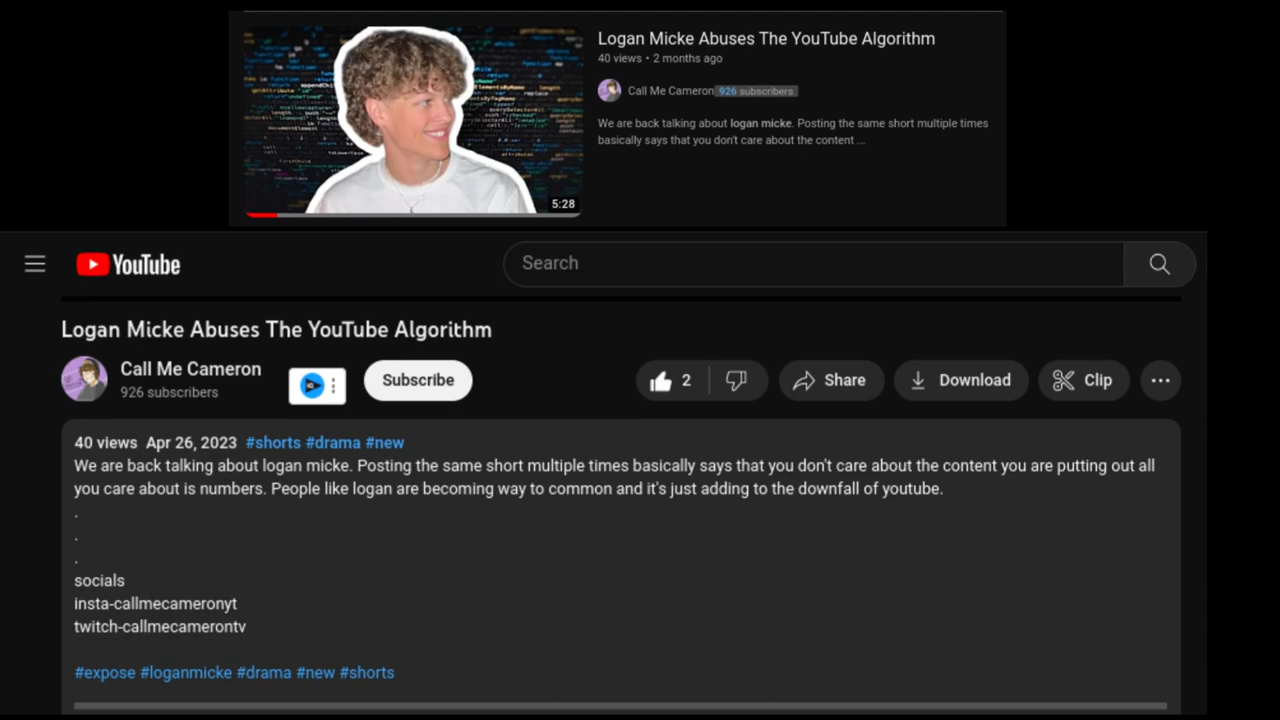 Logan Micke Abuses The YouTube Algorithm
40 views • 2 months ago
Call Me Cameron 926 subscribers
We are back talking about logan micke. Posting the same short multiple times
basically says that you don't care about the content ...
5:28
YouTube
Search
Logan Micke Abuses The YouTube Algorithm
Call Me Cameron
926 subscribers
Subscribe
2
Share
Download
Clip
40 views Apr 26, 2023 #shorts #drama #new
We are back talking about logan micke. Posting the same short multiple times basically says that you don't care about the content you are putting out all
you care about is numbers. People like logan are becoming way to common and it's just adding to the downfall of youtube.
.
.
.
socials
insta-callmecameronyt
twitch-callmecamerontv
#expose #loganmicke #drama #new #shorts